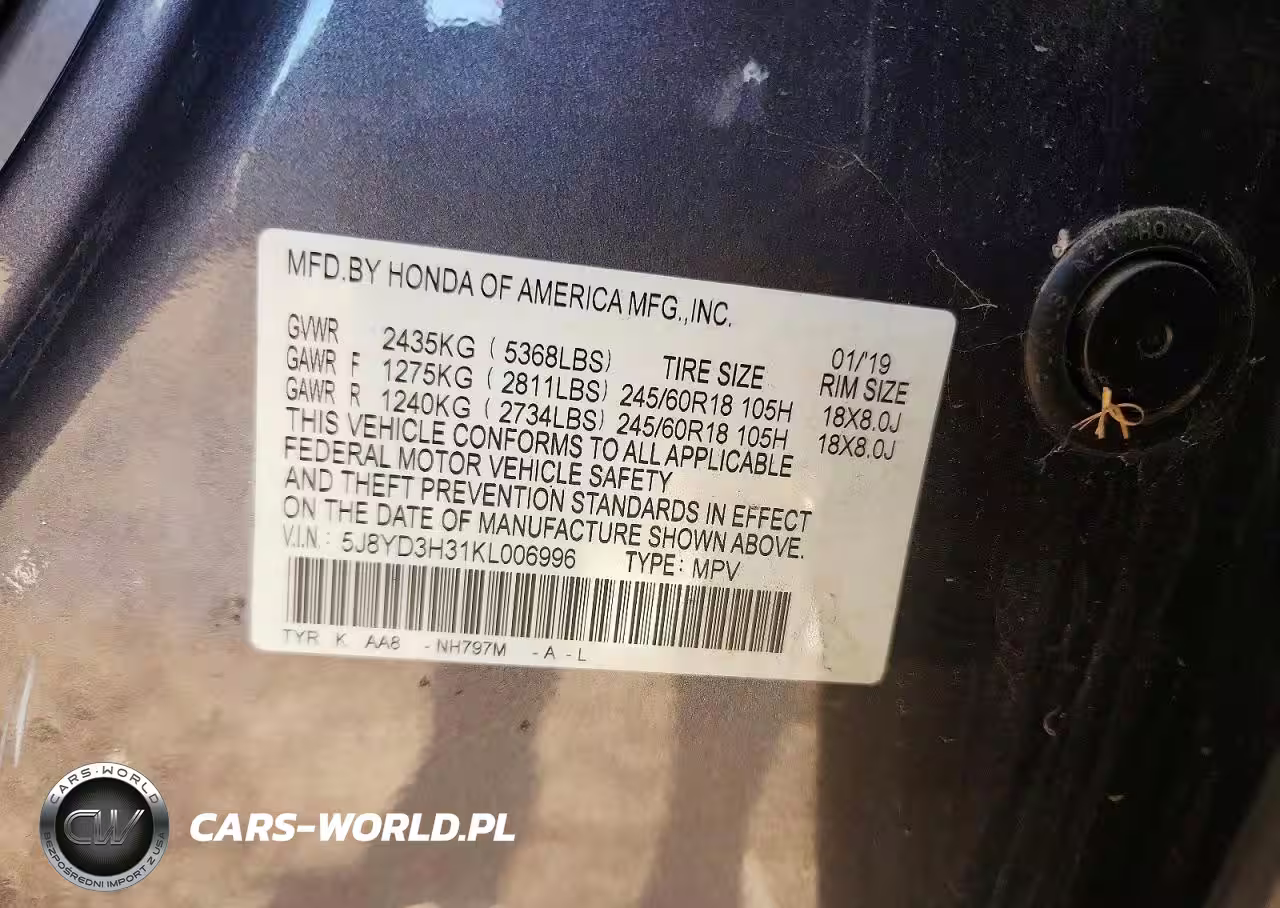 MFD.BY HONDA OF AMERICA MFG.,INC.
GVWR 2435KG ( 5368LBS) TIRE SIZE 01/'19 RIM SIZE
GAWR F 1275KG ( 2811LBS) 245/60R18 105H 18X8.0J
GAWR R 1240KG ( 2734LBS) 245/60R18 105H 18X8.0J
THIS VEHICLE CONFORMS TO ALL APPLICABLE
FEDERAL MOTOR VEHICLE SAFETY
AND THEFT PREVENTION STANDARDS IN EFFECT
ON THE DATE OF MANUFACTURE SHOWN ABOVE.
V.I.N.: 5J8YD3H31KL006996 TYPE: MPV
TYR K AA8 -NH797M -A -L
HONDA
CARS-WORLD
CW
BEZPOŚREDNI IMPORT Z USA
CARS-WORLD.PL